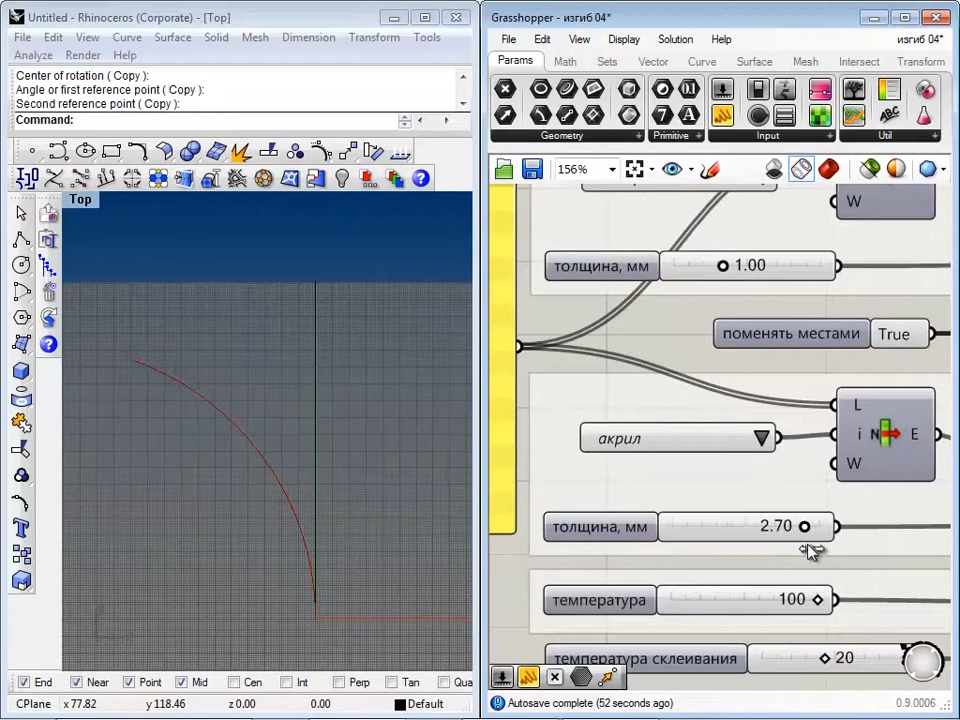 Untitled - Rhinoceros (Corporate) - [Top]
File Edit View Curve Surface Solid Mesh Dimension Transform Tools
Analyze Render Help
Center of rotation ( Copy ):
Angle or first reference point ( Copy ):
Second reference point ( Copy ):
Command:
Top
End Near Point Mid Cen Int Perp Tan Qua
CPlane x 77.82 y 118.46 z 0.00 0.00 Default
Grasshopper - изгиб 04*
File Edit View Display Solution Help изгиб 04*
Params Math Sets Vector Curve Surface Mesh Intersect Transform
Geometry Primitive Input Util
156%
W
толщина, мм 1.00
поменять местами True
L
акрил i N E
W
толщина, мм 2.70
температура 100
температура склеивания 20
Autosave complete (52 seconds ago) 0.9.0006